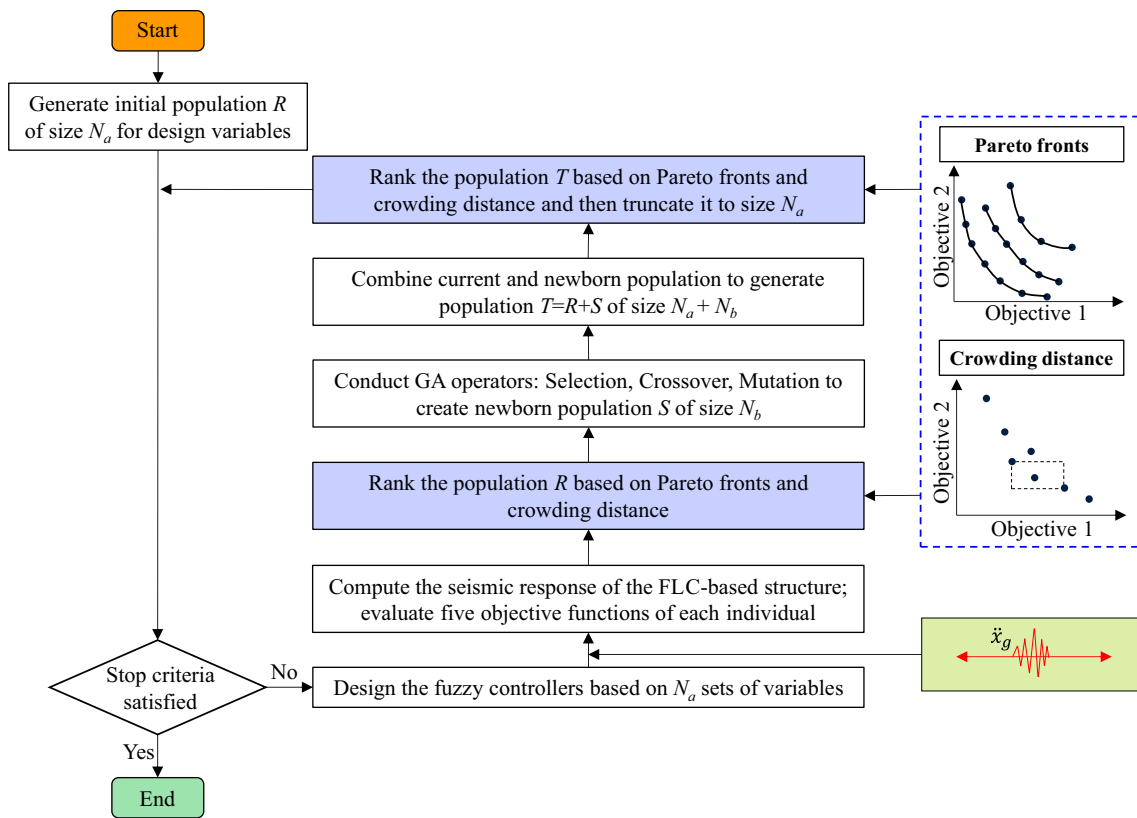 Start
Generate initial population R
of size Nₐ for design variables
Rank the population T based on Pareto fronts and
crowding distance and then truncate it to size Nₐ
Combine current and newborn population to generate
population T=R+S of size Nₐ + N_b
Conduct GA operators: Selection, Crossover, Mutation to
create newborn population S of size N_b
Rank the population R based on Pareto fronts and
crowding distance
Compute the seismic response of the FLC-based structure;
evaluate five objective functions of each individual
Design the fuzzy controllers based on Nₐ sets of variables
Stop criteria
satisfied
No
Yes
End
Pareto fronts
Objective 2
Objective 1
Crowding distance
Objective 2
Objective 1
ẍ_g